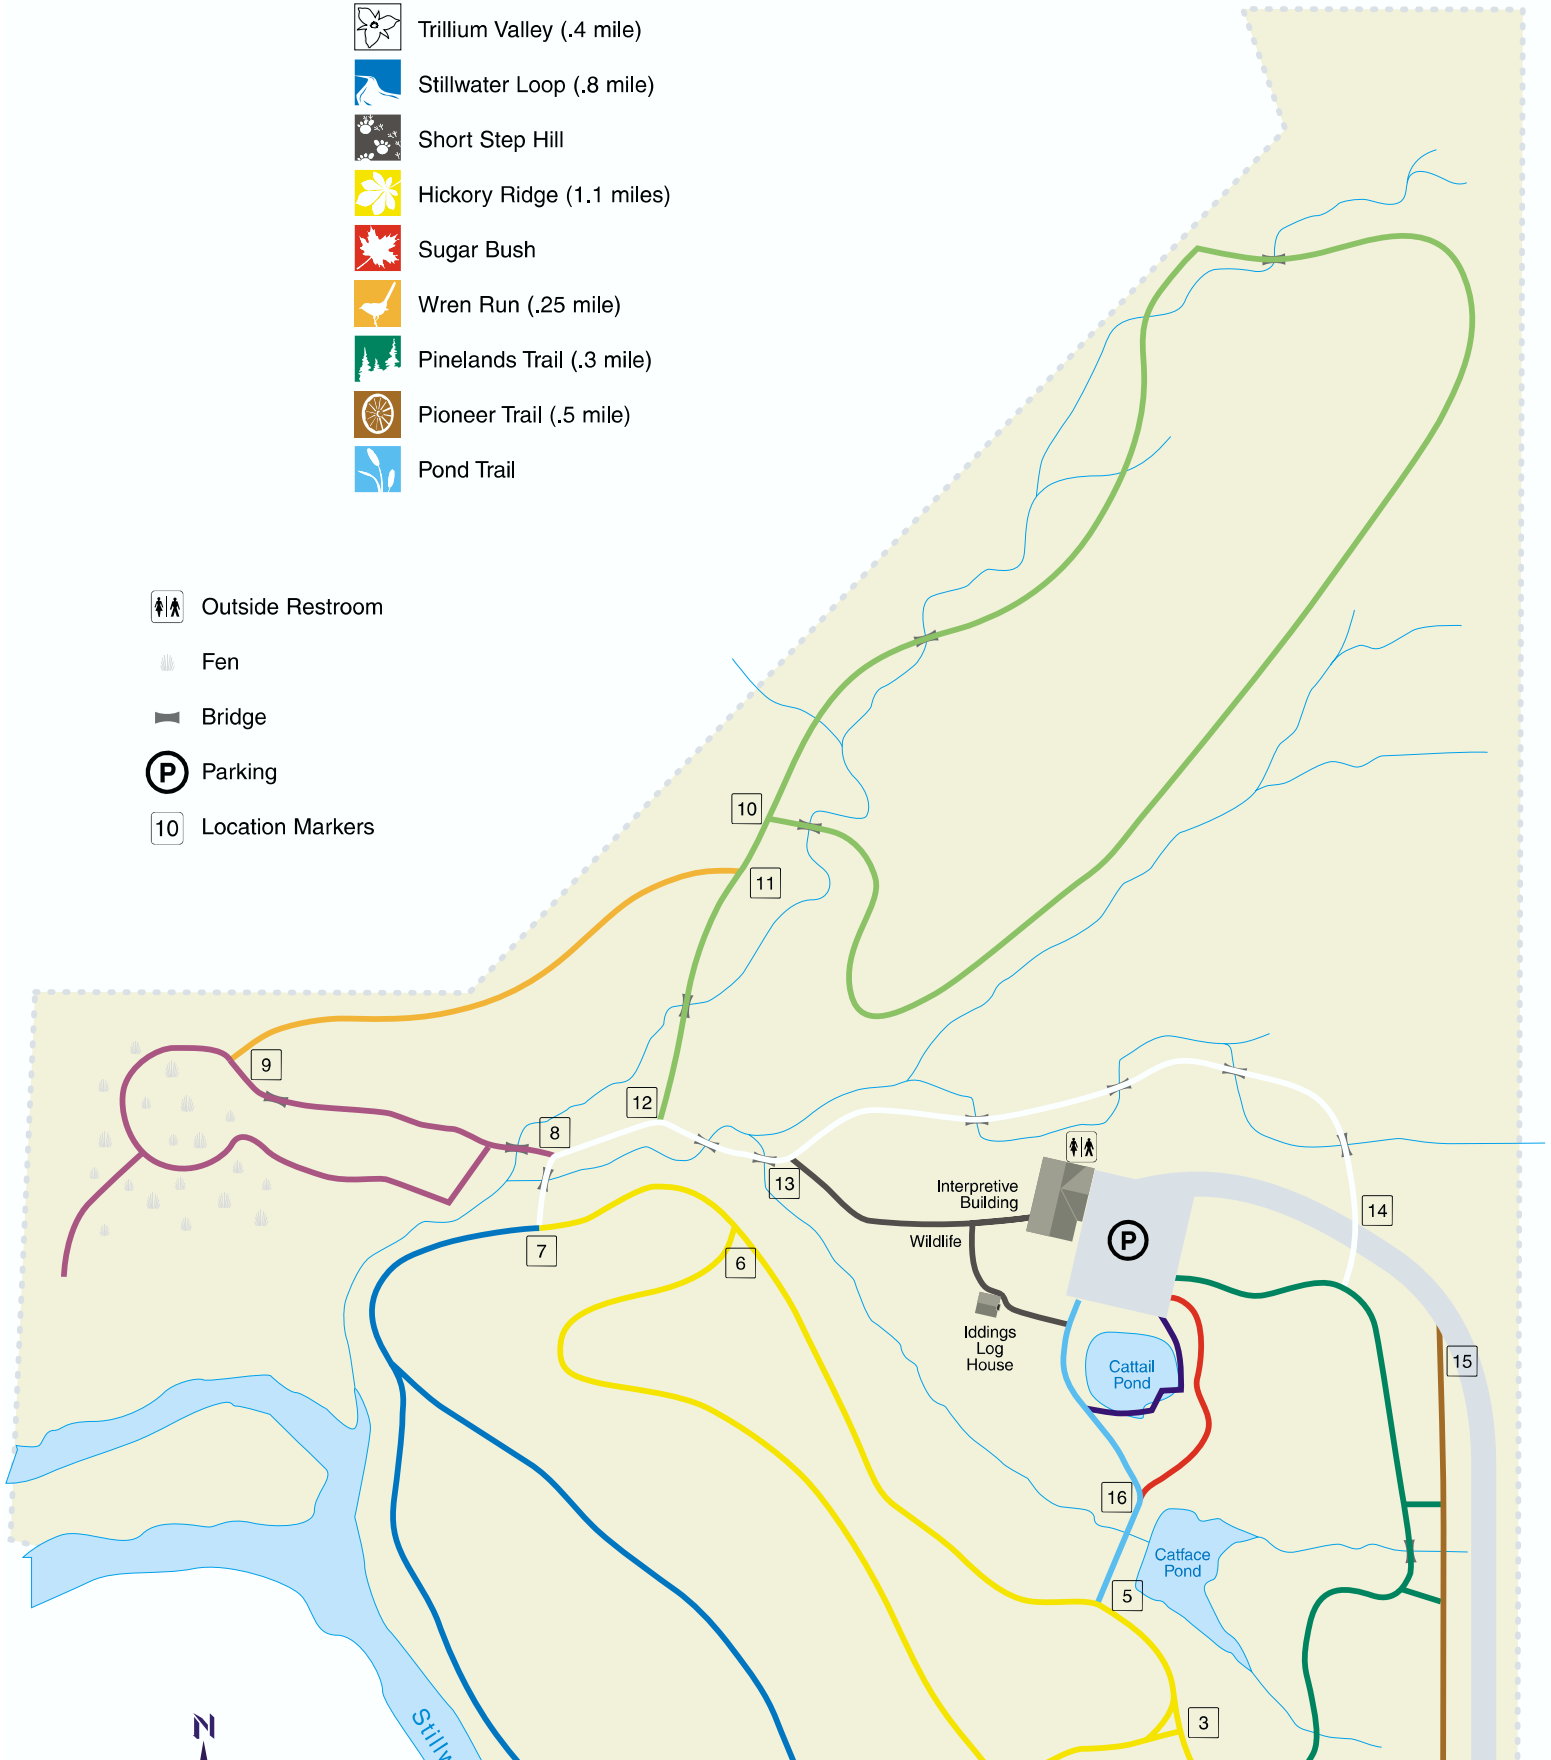 Trillium Valley (.4 mile)
Stillwater Loop (.8 mile)
Short Step Hill
Hickory Ridge (1.1 miles)
Sugar Bush
Wren Run (.25 mile)
Pinelands Trail (.3 mile)
Pioneer Trail (.5 mile)
Pond Trail
Outside Restroom
Fen
Bridge
P Parking
10 Location Markers
10
11
9
12
8
13
Interpretive
Building
Wildlife
P
14
7
6
Iddings
Log
House
Cattail
Pond
15
16
Catface
Pond
5
3
N